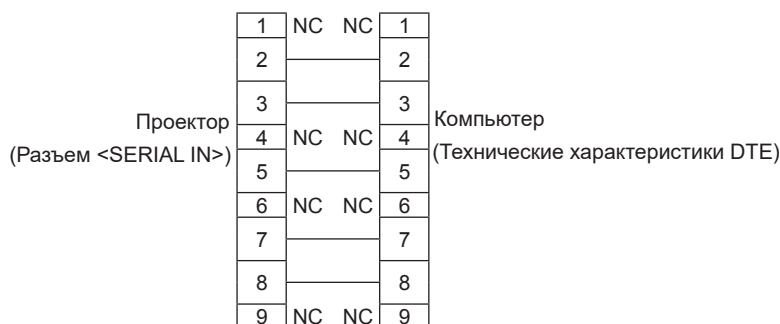 1 NC NC 1
2 2
3 3
Проектор Компьютер
4 NC NC 4
(Разъем <SERIAL IN>) (Технические характеристики DTE)
5 5
6 NC NC 6
7 7
8 8
9 NC NC 9